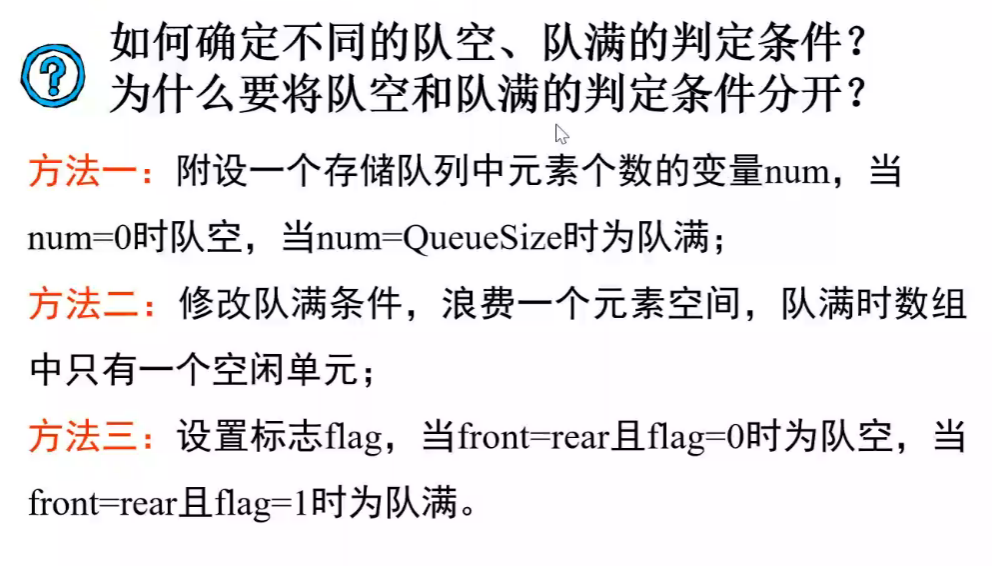 如何确定不同的队空、队满的判定条件？
为什么要将队空和队满的判定条件分开？
?
方法一：附设一个存储队列中元素个数的变量num，当
num=0时队空，当num=QueueSize时为队满；
方法二：修改队满条件，浪费一个元素空间，队满时数组
中只有一个空闲单元；
方法三：设置标志flag，当front=rear且flag=0时为队空，当
front=rear且flag=1时为队满。